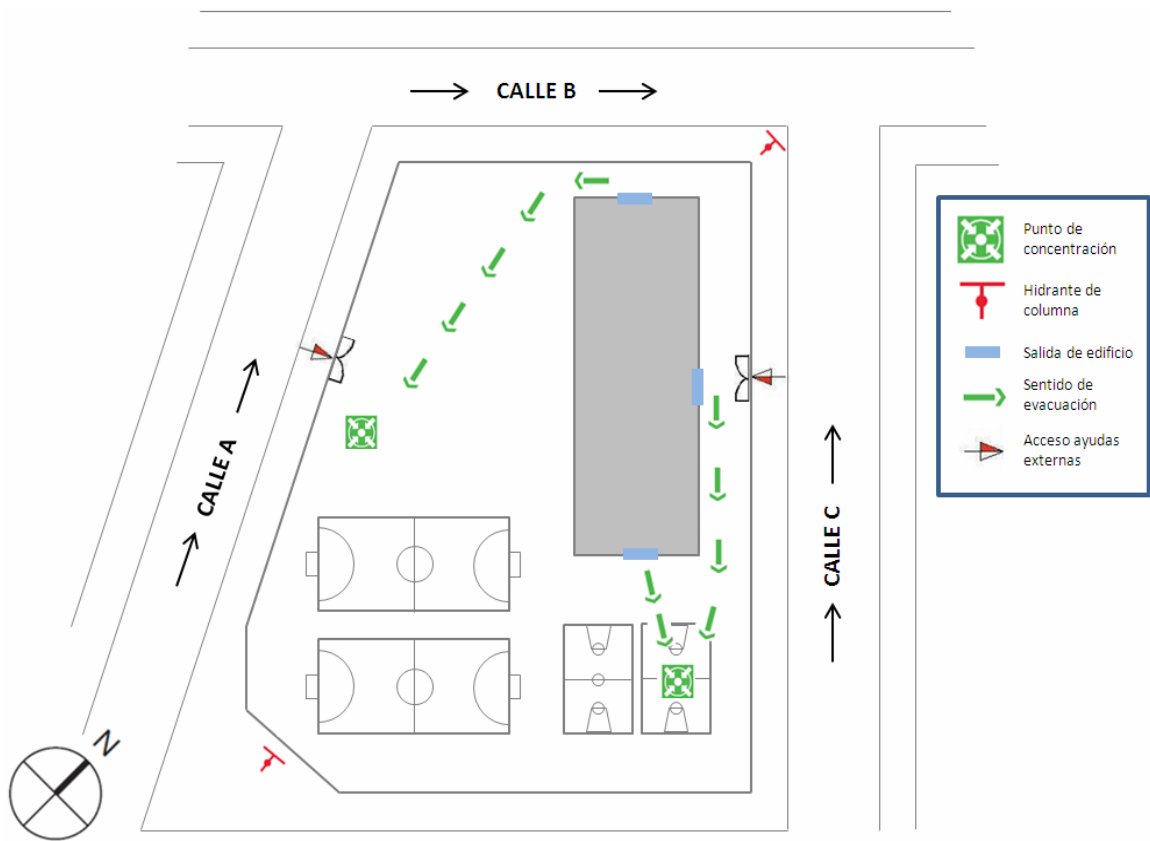 CALLE B
CALLE A
CALLE C
N
Punto de
concentración
Hidrante de
columna
Salida de edificio
Sentido de
evacuación
Acceso ayudas
externas